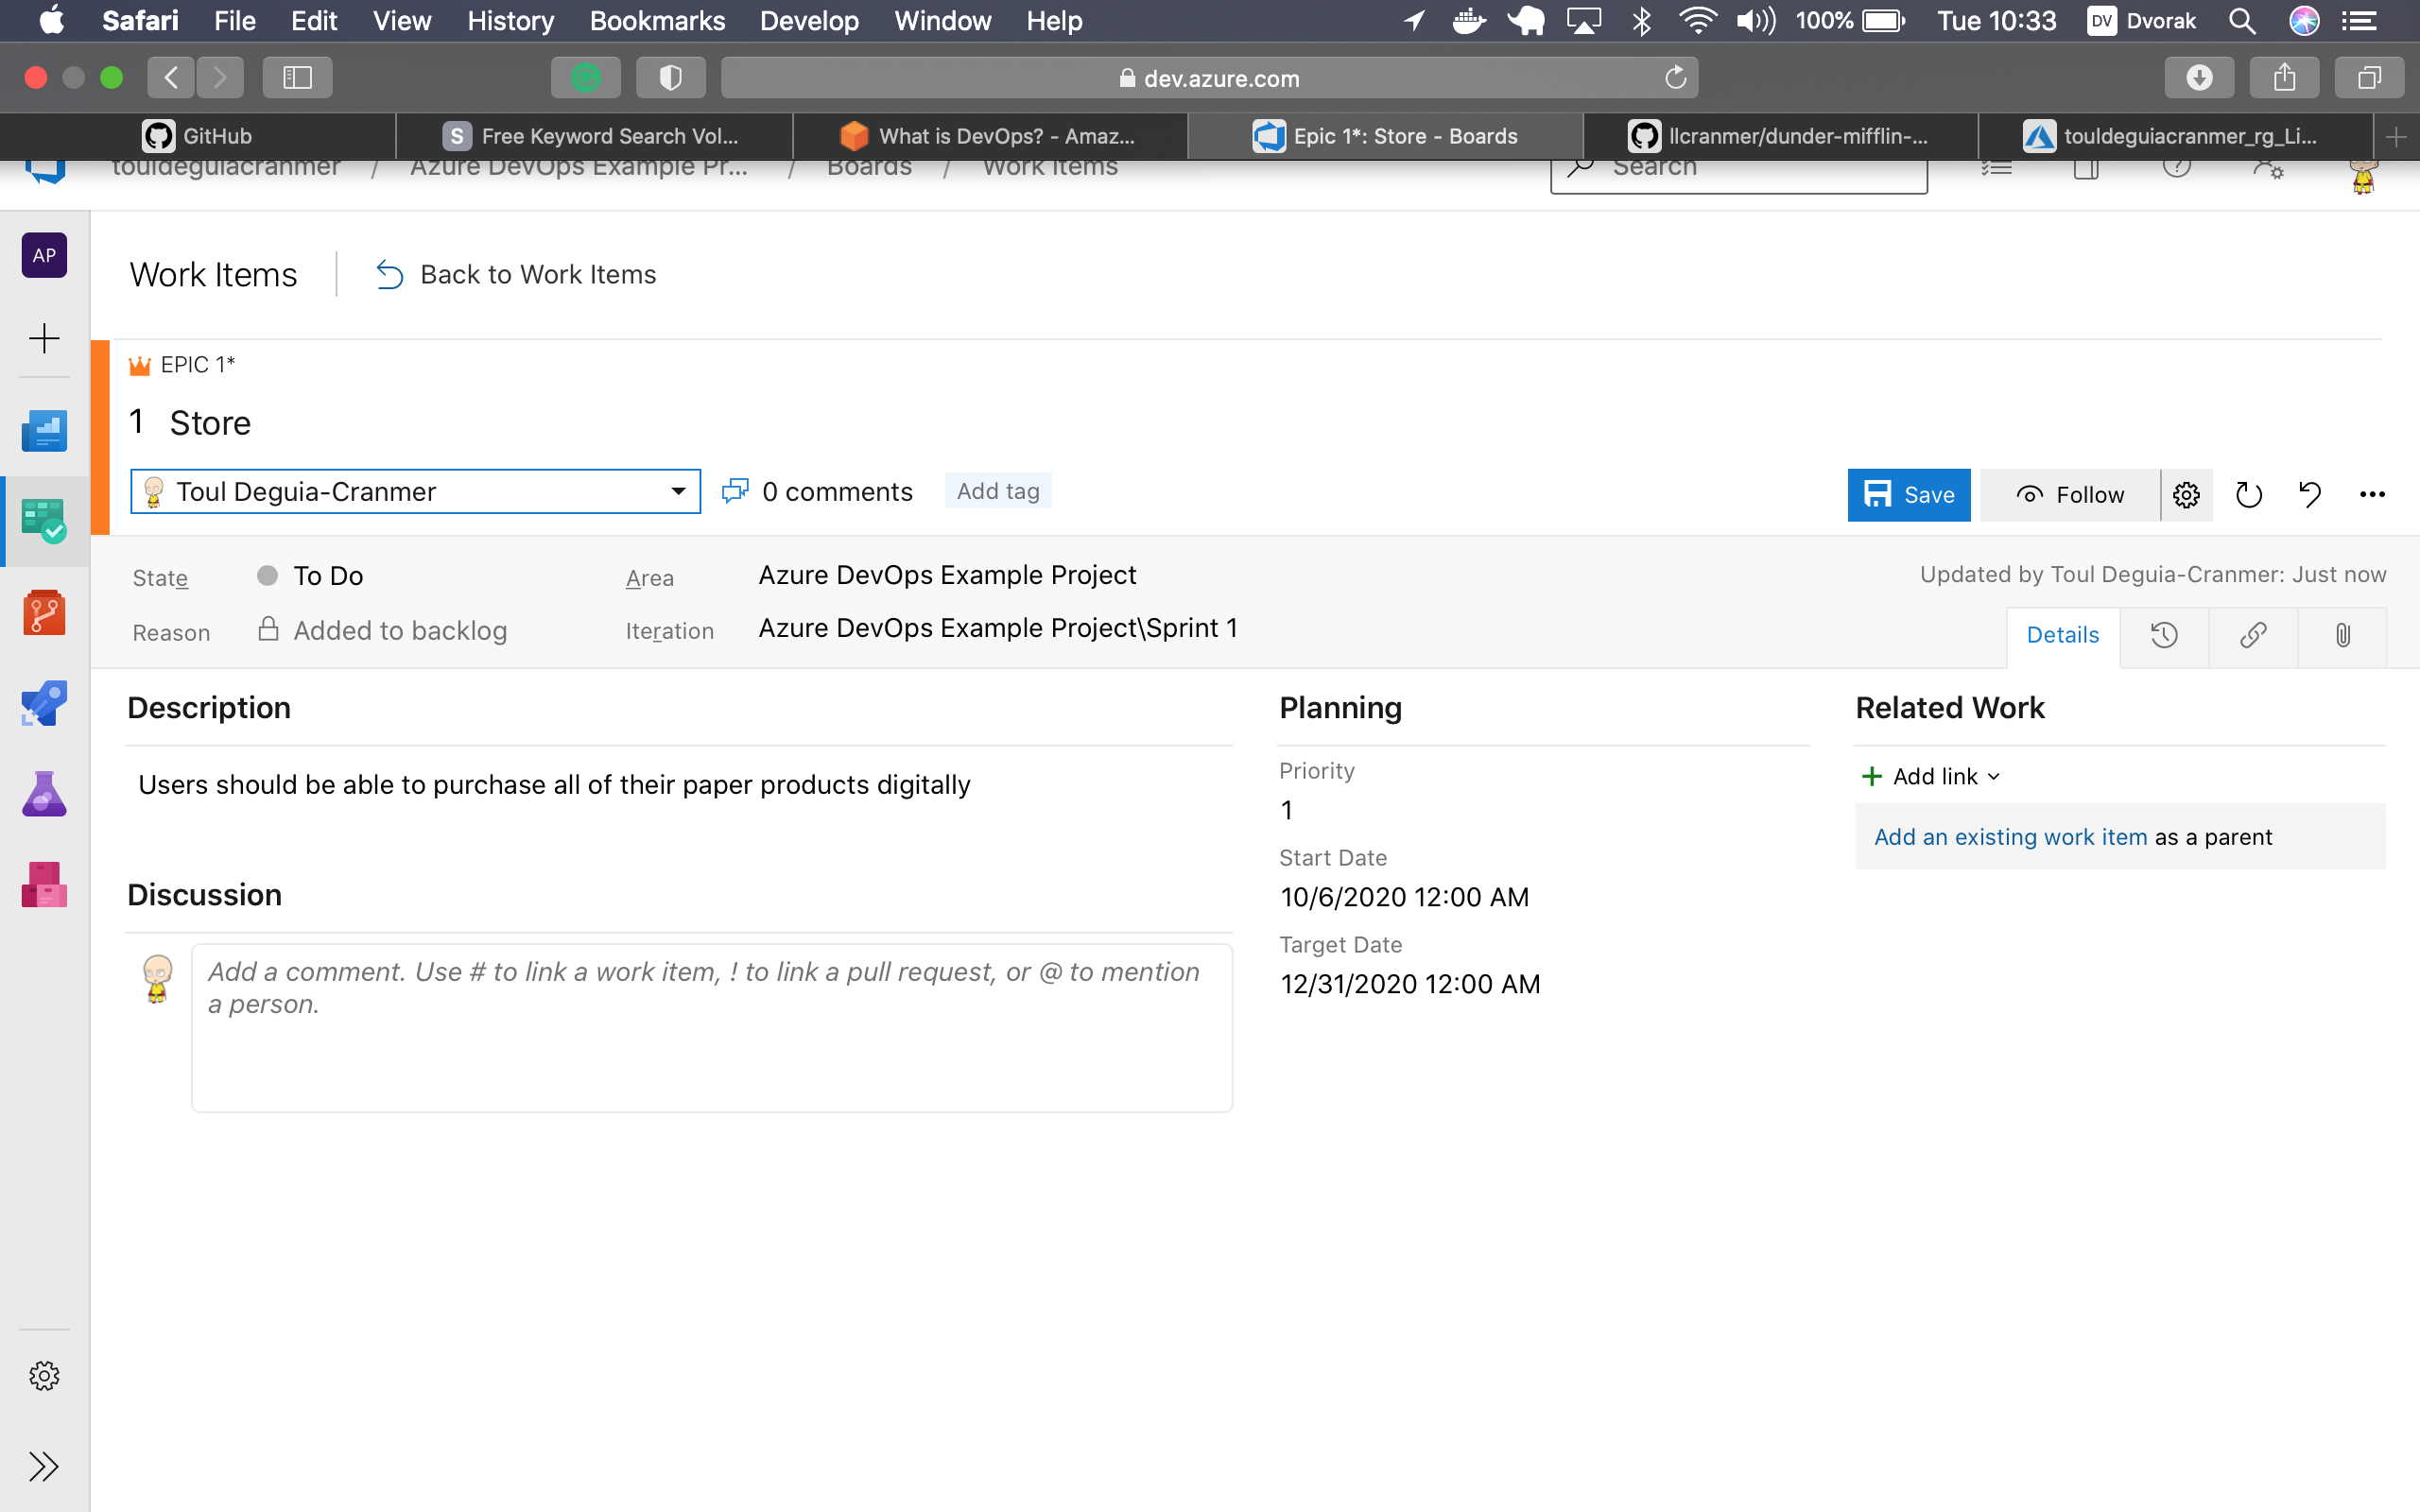 Safari File Edit View History Bookmarks Develop Window Help 100% Tue 10:33 DV Dvorak
dev.azure.com
GitHub S Free Keyword Search Vol... What is DevOps? - Amaz... Epic 1*: Store - Boards llcranmer/dunder-mifflin-... touldeguiacranmer_rg_Li...
touldeguiacranmer / Azure DevOps Example Pr... / Boards / Work Items Search
AP
Work Items Back to Work Items
EPIC 1*
1 Store
Toul Deguia-Cranmer 0 comments Add tag Save Follow
State To Do Area Azure DevOps Example Project Updated by Toul Deguia-Cranmer: Just now
Reason Added to backlog Iteration Azure DevOps Example Project\Sprint 1 Details
Description Planning Related Work
Users should be able to purchase all of their paper products digitally
Priority
1
Start Date
10/6/2020 12:00 AM
Target Date
12/31/2020 12:00 AM
Add link
Add an existing work item as a parent
Discussion
Add a comment. Use # to link a work item, ! to link a pull request, or @ to mention
a person.